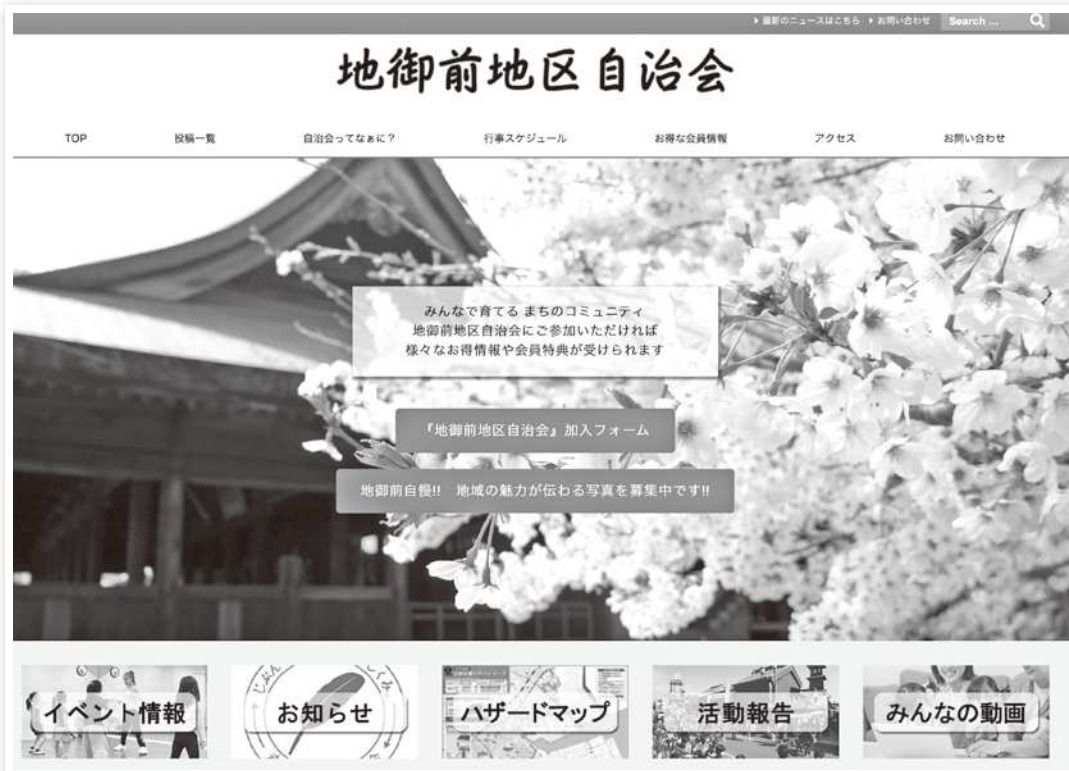 最新のニュースはこちら お問い合わせ Search ...
地御前地区自治会
TOP 投稿一覧 自治会ってなぁに? 行事スケジュール お得な会員情報 アクセス お問い合わせ
みんなで育てる まちのコミュニティ
地御前地区自治会にご参加いただければ
様々なお得情報や会員特典が受けられます
『地御前地区自治会』加入フォーム
地御前自慢!! 地域の魅力が伝わる写真を募集中です!!
イベント情報 お知らせ ハザードマップ 活動報告 みんなの動画